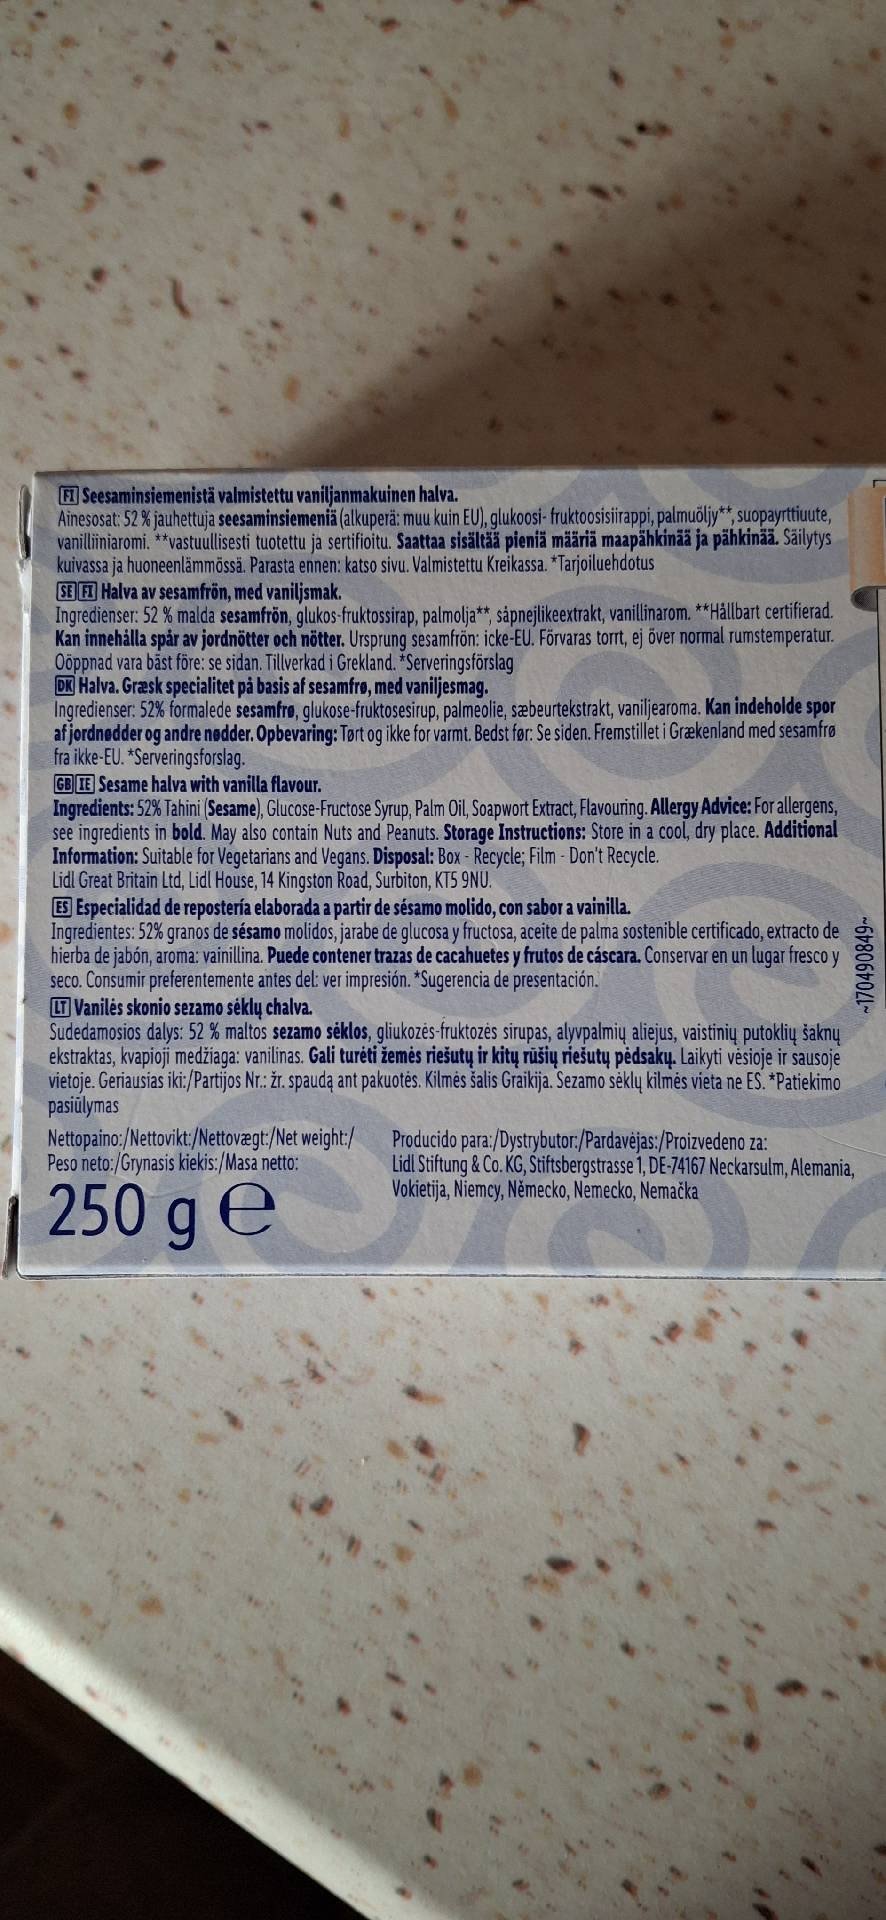 FI Seesaminsiemenistä valmistettu vaniljanmakuinen halva.
Ainesosat: 52 % jauhettuja seesaminsiemeniä (alkuperä: muu kuin EU), glukoosi- fruktoosisiirappi, palmuöljy**, suopayrttiuute,
vanilliiniaromi. **vastuullisesti tuotettu ja sertifioitu. Saattaa sisältää pieniä määriä maapähkinää ja pähkinää. Säilytys
kuivassa ja huoneenlämmössä. Parasta ennen: katso sivu. Valmistettu Kreikassa. *Tarjoiluehdotus
SE FI Halva av sesamfrön, med vaniljsmak.
Ingredienser: 52 % malda sesamfrön, glukos-fruktossirap, palmolja**, såpnejlikeextrakt, vanillinarom. **Hållbart certifierad.
Kan innehålla spår av jordnötter och nötter. Ursprung sesamfrön: icke-EU. Förvaras torrt, ej över normal rumstemperatur.
Oöppnad vara bäst före: se sidan. Tillverkad i Grekland. *Serveringsförslag
DK Halva. Græsk specialitet på basis af sesamfrø, med vaniljesmag.
Ingredienser: 52% formalede sesamfrø, glukose-fruktosesirup, palmeolie, sæbeurtekstrakt, vaniljearoma. Kan indeholde spor
af jordnødder og andre nødder. Opbevaring: Tørt og ikke for varmt. Bedst før: Se siden. Fremstillet i Grækenland med sesamfrø
fra ikke-EU. *Serveringsforslag.
GB IE Sesame halva with vanilla flavour.
Ingredients: 52% Tahini (Sesame), Glucose-Fructose Syrup, Palm Oil, Soapwort Extract, Flavouring. Allergy Advice: For allergens,
see ingredients in bold. May also contain Nuts and Peanuts. Storage Instructions: Store in a cool, dry place. Additional
Information: Suitable for Vegetarians and Vegans. Disposal: Box - Recycle; Film - Don't Recycle.
Lidl Great Britain Ltd, Lidl House, 14 Kingston Road, Surbiton, KT5 9NU.
ES Especialidad de repostería elaborada a partir de sésamo molido, con sabor a vainilla.
Ingredientes: 52% granos de sésamo molidos, jarabe de glucosa y fructosa, aceite de palma sostenible certificado, extracto de
hierba de jabón, aroma: vainillina. Puede contener trazas de cacahuetes y frutos de cáscara. Conservar en un lugar fresco y
seco. Consumir preferentemente antes del: ver impresión. *Sugerencia de presentación.
LT Vanilės skonio sezamo sėklų chalva.
Sudedamosios dalys: 52 % maltos sezamo sėklos, gliukozės-fruktozės sirupas, alyvpalmių aliejus, vaistinių putoklių šaknų
ekstraktas, kvapioji medžiaga: vanilinas. Gali turėti žemės riešutų ir kitų rūšių riešutų pėdsakų. Laikyti vėsioje ir sausoje
vietoje. Geriausias iki:/Partijos Nr.: žr. spaudą ant pakuotės. Kilmės šalis Graikija. Sezamo sėklų kilmės vieta ne ES. *Patiekimo
pasiūlymas
Nettopaino:/Nettovikt:/Nettovægt:/Net weight:/
Peso neto:/Grynasis kiekis:/Masa netto:
250 g e
Producido para:/Dystrybutor:/Pardavėjas:/Proizvedeno za:
Lidl Stiftung & Co. KG, Stiftsbergstrasse 1, DE-74167 Neckarsulm, Alemania,
Vokietija, Niemcy, Německo, Nemecko, Nemačka
~170490849~